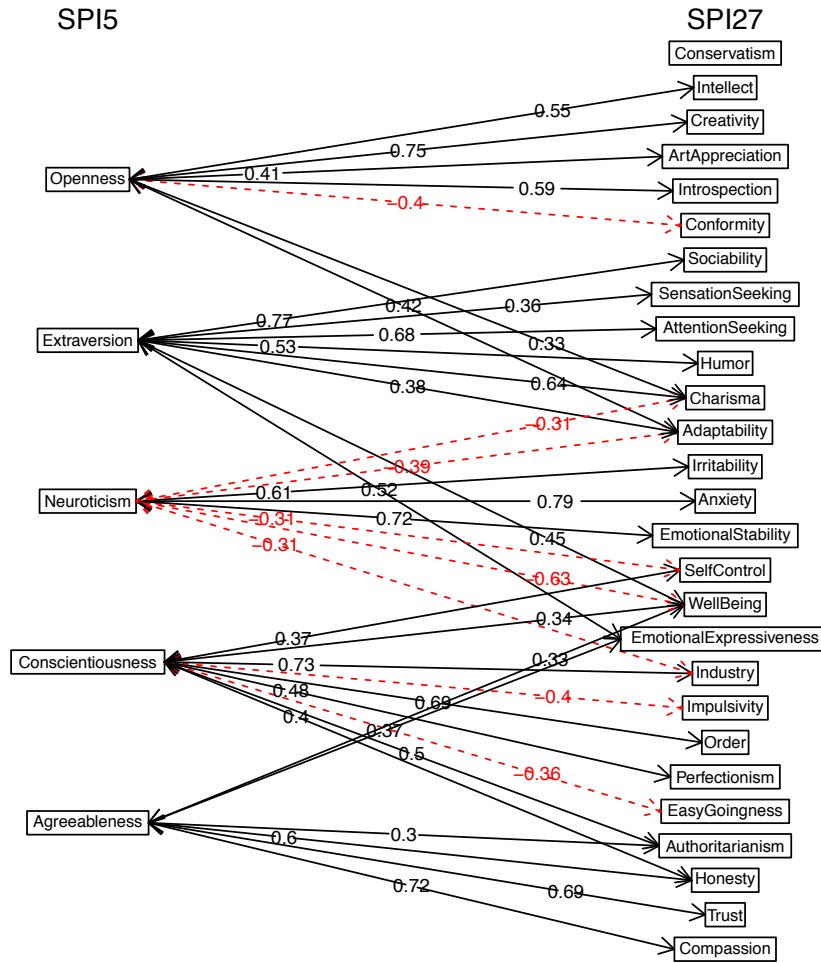 SPI5 SPI27
Conservatism
Intellect
0.55
Creativity
0.75
ArtAppreciation
0.41
Openness
0.59
Introspection
−0.4
Conformity
Sociability
SensationSeeking
0.42
0.36
0.77
AttentionSeeking
0.68
Extraversion
0.53
0.33
Humor
0.64
0.38
Charisma
−0.31
Adaptability
−0.39
Irritability
0.61
0.52
Neuroticism
0.79
Anxiety
−0.31
0.72
EmotionalStability
−0.31
0.45
SelfControl
−0.63
WellBeing
0.34
0.37
EmotionalExpressiveness
Conscientiousness
0.73
0.33
Industry
0.48
−0.4
0.69
Impulsivity
0.4
0.37
Order
0.5
−0.36
Perfectionism
EasyGoingness
Agreeableness
0.3
0.6
Authoritarianism
Honesty
0.72
0.69
Trust
Compassion